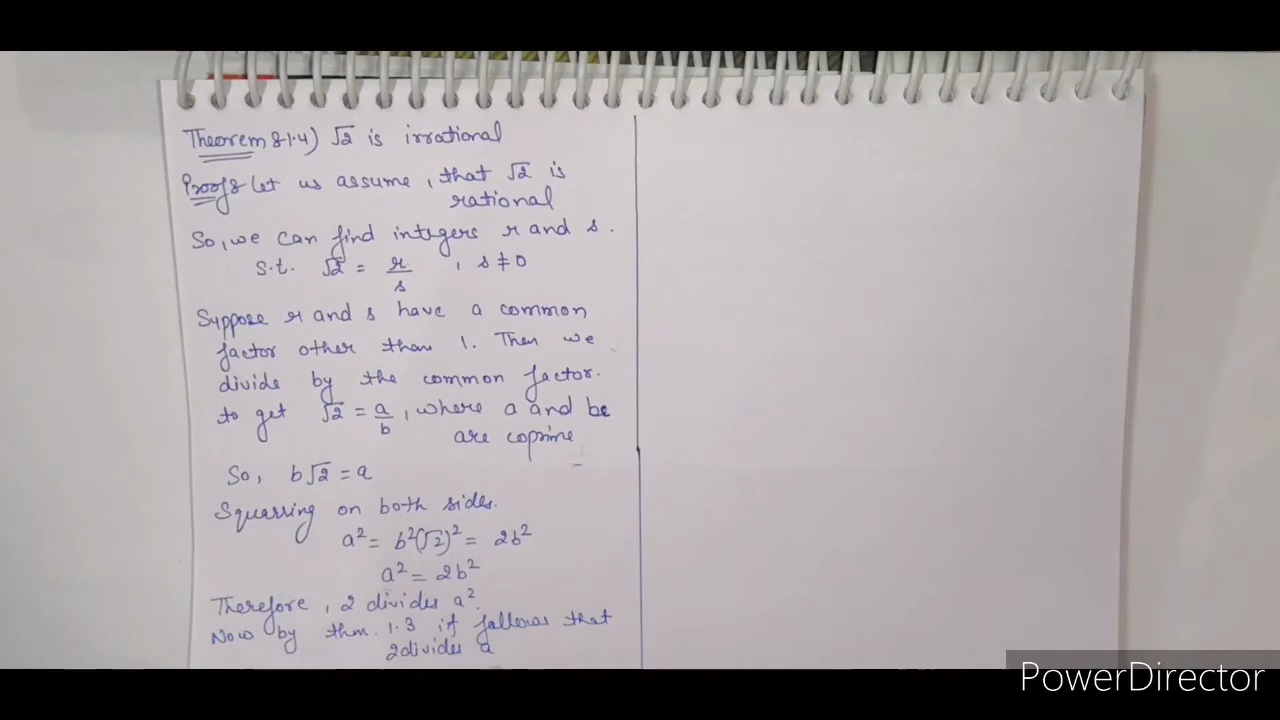 Theorem 1.4) √2 is irrational
Proof: Let us assume, that √2 is
rational
So, we can find integers r and s.
s.t. √2 = r/s , s ≠ 0
Suppose r and s have a common
factor other than 1. Then we
divide by the common factor.
to get √2 = a/b, where a and be
are coprime
So, b√2 = a
Squarring on both sides.
a² = b²(√2)² = 2b²
a² = 2b²
Therefore, 2 divides a².
Now by thm. 1.3 it follows that
2 divides a
PowerDirector